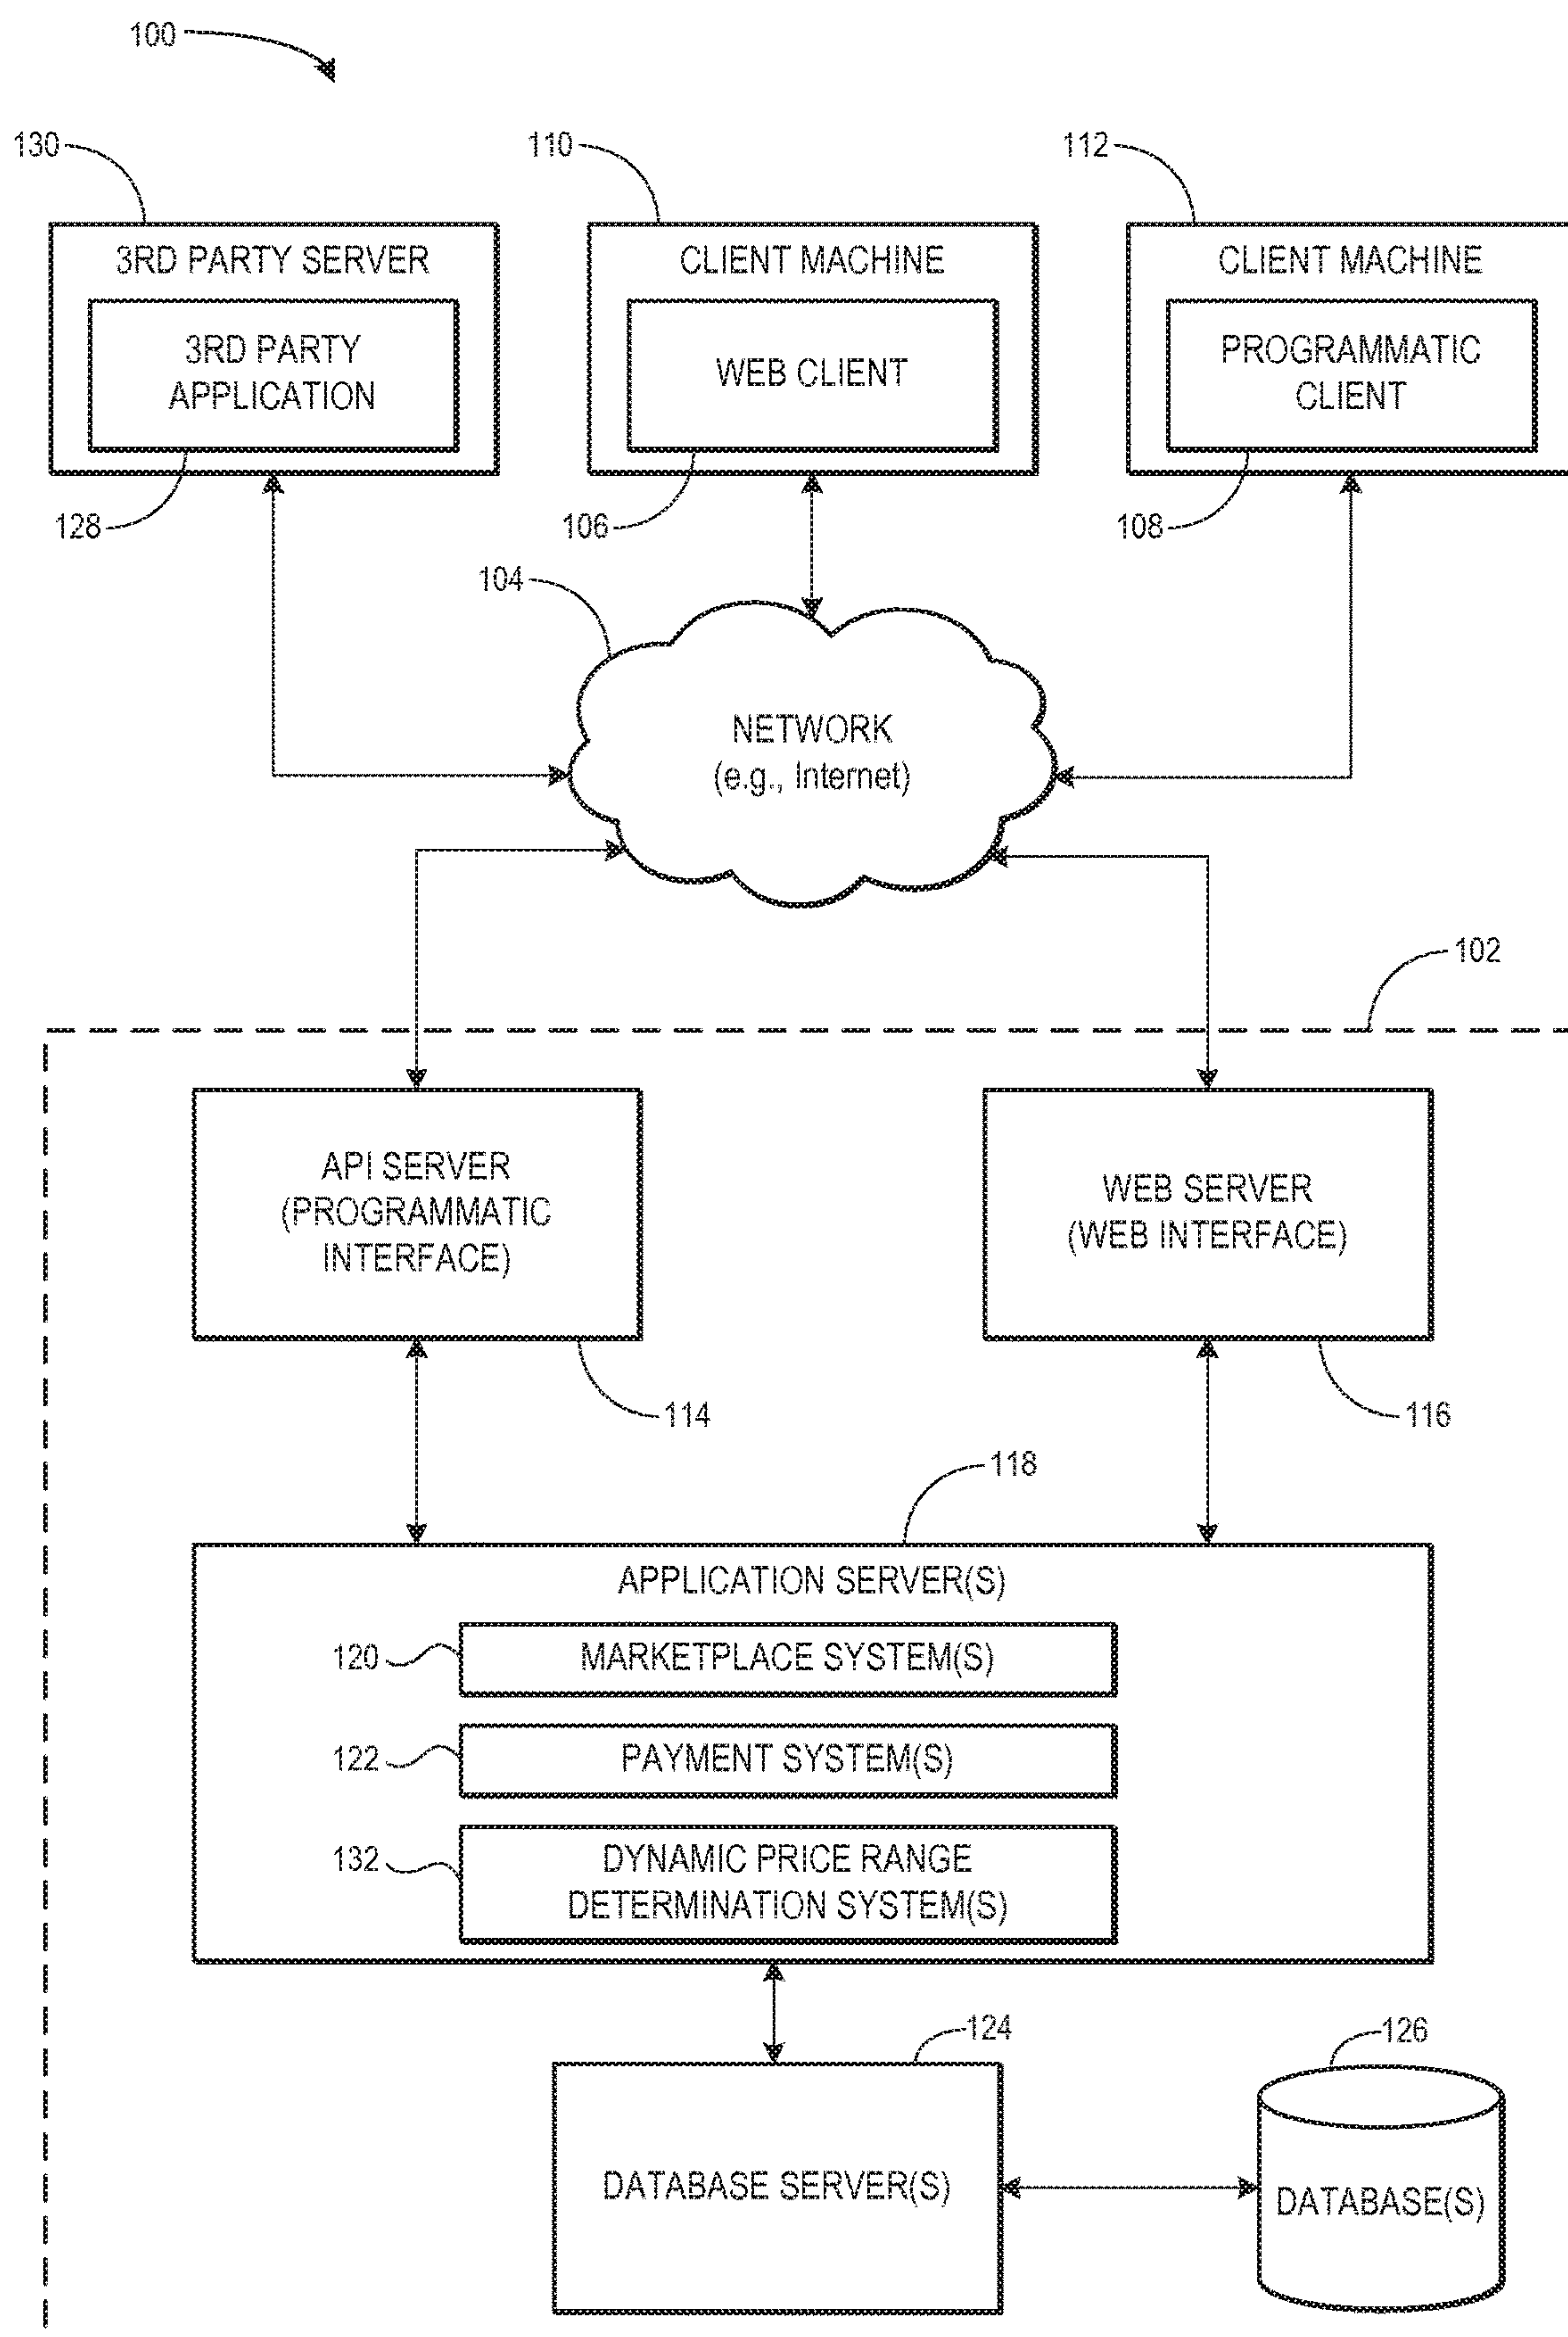 100
130
110
112
3RD PARTY SERVER
CLIENT MACHINE
CLIENT MACHINE
3RD PARTY
APPLICATION
WEB CLIENT
PROGRAMMATIC
CLIENT
128
106
108
104
NETWORK
(e.g., Internet)
102
API SERVER
(PROGRAMMATIC
INTERFACE)
WEB SERVER
(WEB INTERFACE)
114
116
118
APPLICATION SERVER(S)
120
MARKETPLACE SYSTEM(S)
122
PAYMENT SYSTEM(S)
132
DYNAMIC PRICE RANGE
DETERMINATION SYSTEM(S)
124
126
DATABASE SERVER(S)
DATABASE(S)